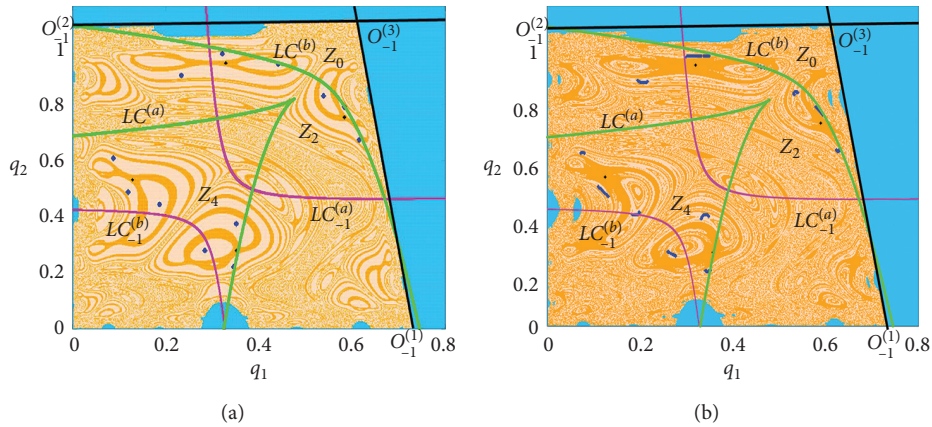 O_{-1}^{(2)}
1
0.8
0.6
0.4
0.2
0
q_2
LC^{(b)}
Z_0
O_{-1}^{(3)}
LC^{(a)}
Z_2
Z_4
LC_{-1}^{(b)}
LC_{-1}^{(a)}
O_{-1}^{(1)}
0 0.2 0.4 0.6 0.8
q_1
(a)
O_{-1}^{(2)}
1
0.8
0.6
0.4
0.2
0
q_2
LC^{(b)}
Z_0
O_{-1}^{(3)}
LC^{(a)}
Z_2
Z_4
LC_{-1}^{(b)}
LC_{-1}^{(a)}
O_{-1}^{(1)}
0 0.2 0.4 0.6 0.8
q_1
(b)